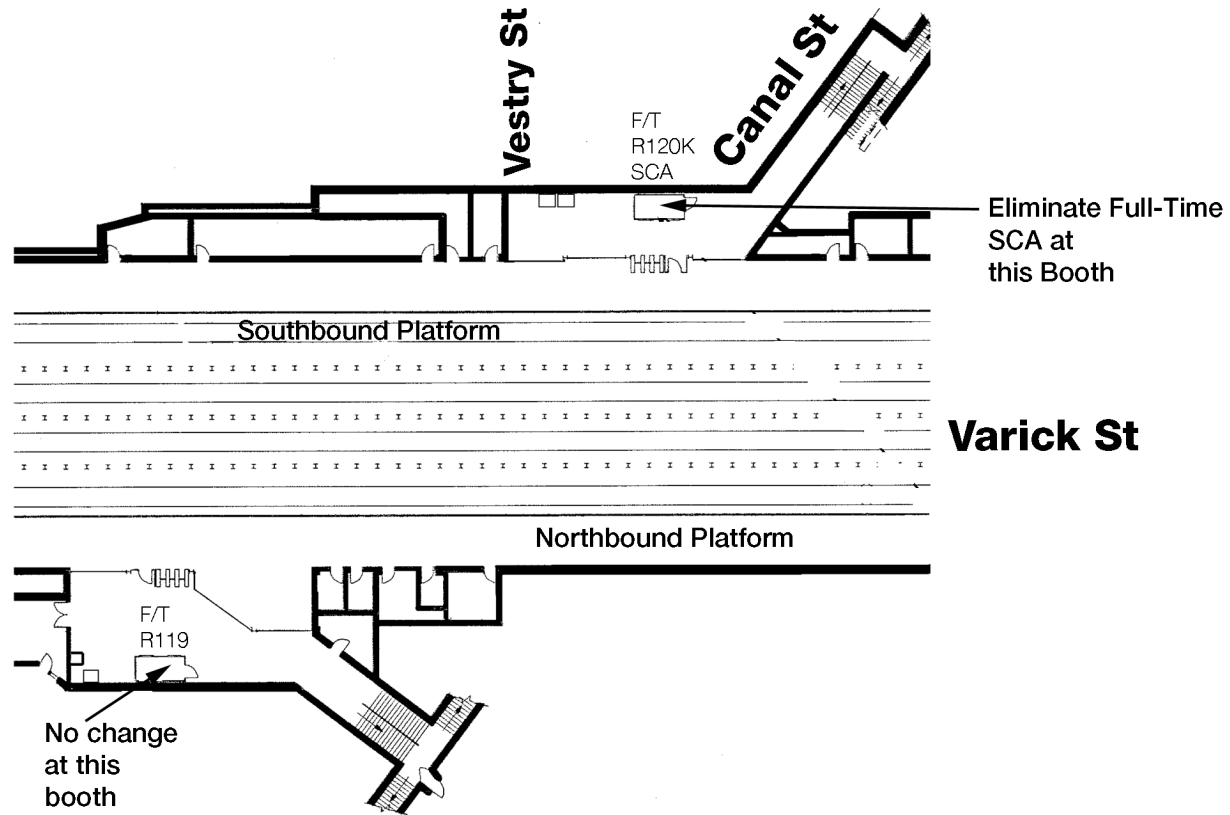 Vestry St
Canal St
F/T
R120K
SCA
Eliminate Full-Time
SCA at
this Booth
Southbound Platform
Varick St
Northbound Platform
F/T
R119
No change
at this
booth